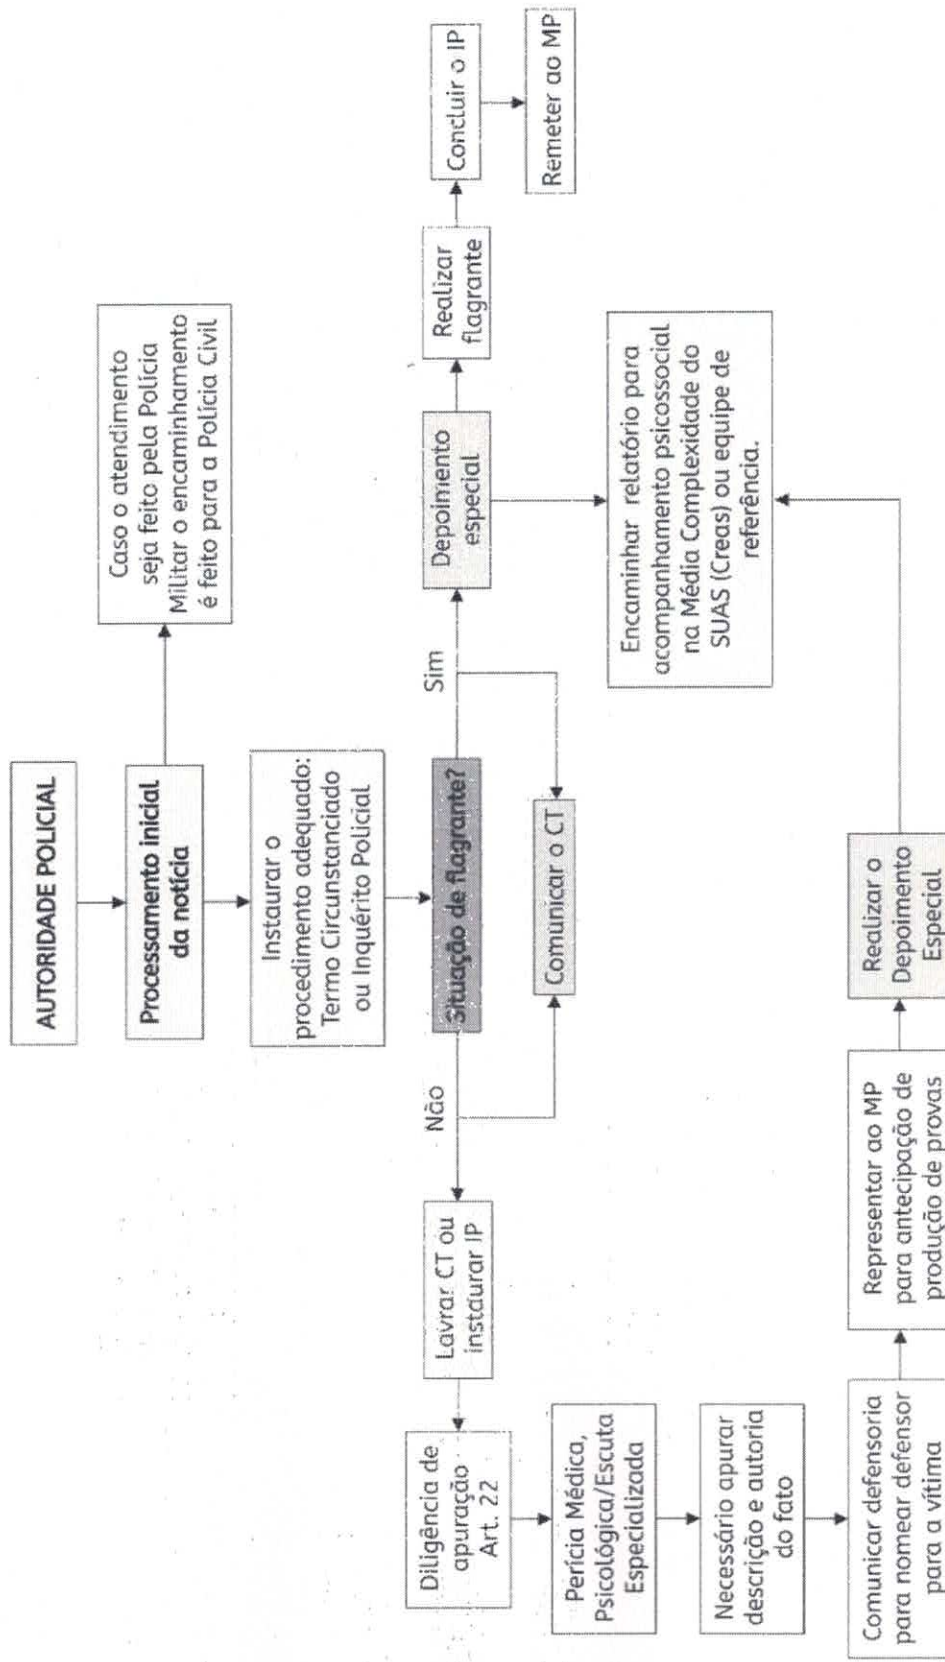 AUTORIDADE POLICIAL
Processamento inicial
da notícia
Caso o atendimento
seja feito pela Polícia
Militar o encaminhamento
é feito para a Polícia Civil
Instaurar o
procedimento adequado:
Termo Circunstanciado
ou Inquérito Policial
Situação de flagrante?
Não
Sim
Comunicar o CT
Depoimento
especial
Realizar
flagrante
Concluir o IP
Remeter ao MP
Encaminhar relatório para
acompanhamento psicossocial
na Média Complexidade do
SUAS (Creas) ou equipe de
referência.
Lavrar CT ou
instaurar IP
Diligência de
apuração
Art. 22
Perícia Médica,
Psicológica/Escuta
Especializada
Necessário apurar
descrição e autoria
do fato
Comunicar defensoria
para nomear defensor
para a vítima
Representar ao MP
para antecipação de
produção de provas
Realizar o
Depoimento
Especial